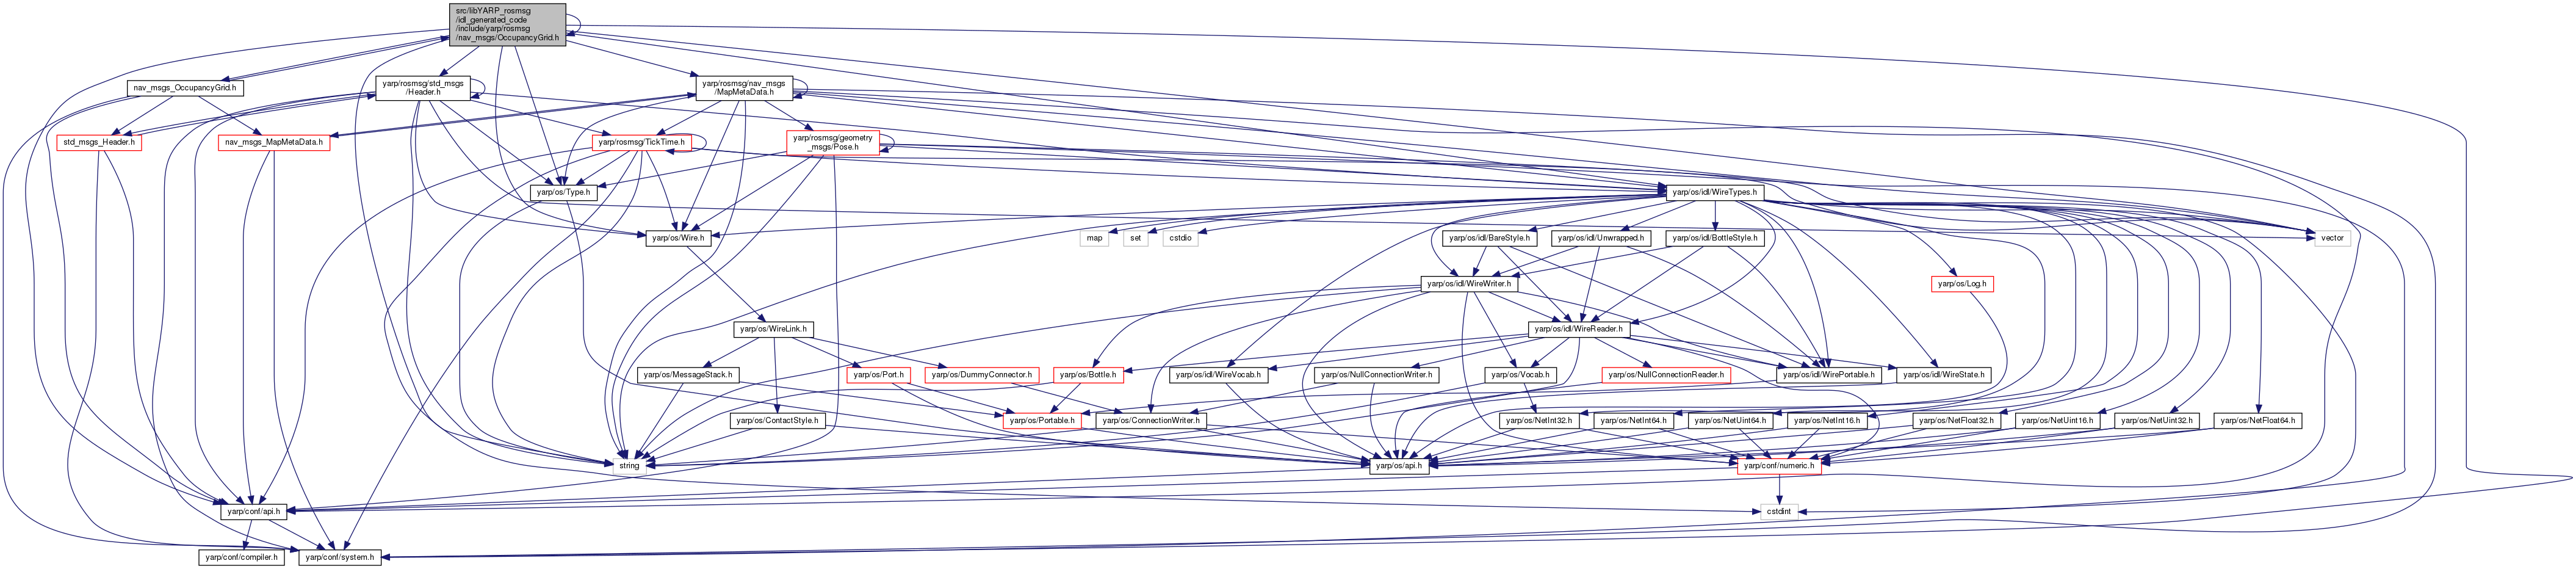 src/libYARP_rosmsg
/idl_generated_code
/include/yarp/rosmsg
/nav_msgs/OccupancyGrid.h
nav_msgs_OccupancyGrid.h
yarp/rosmsg/std_msgs
/Header.h
yarp/rosmsg/nav_msgs
/MapMetaData.h
std_msgs_Header.h
nav_msgs_MapMetaData.h
yarp/rosmsg/TickTime.h
yarp/rosmsg/geometry
_msgs/Pose.h
yarp/os/Type.h
yarp/os/idl/WireTypes.h
yarp/os/Wire.h
map
set
cstdio
yarp/os/idl/BareStyle.h
yarp/os/idl/Unwrapped.h
yarp/os/idl/BottleStyle.h
vector
yarp/os/idl/WireWriter.h
yarp/os/Log.h
yarp/os/WireLink.h
yarp/os/idl/WireReader.h
yarp/os/MessageStack.h
yarp/os/Port.h
yarp/os/DummyConnector.h
yarp/os/Bottle.h
yarp/os/idl/WireVocab.h
yarp/os/NullConnectionWriter.h
yarp/os/Vocab.h
yarp/os/NullConnectionReader.h
yarp/os/idl/WirePortable.h
yarp/os/idl/WireState.h
yarp/os/ContactStyle.h
yarp/os/Portable.h
yarp/os/ConnectionWriter.h
yarp/os/NetInt32.h
yarp/os/NetInt64.h
yarp/os/NetUint64.h
yarp/os/NetInt16.h
yarp/os/NetFloat32.h
yarp/os/NetUint16.h
yarp/os/NetUint32.h
yarp/os/NetFloat64.h
string
yarp/os/api.h
yarp/conf/numeric.h
yarp/conf/api.h
cstdint
yarp/conf/compiler.h
yarp/conf/system.h